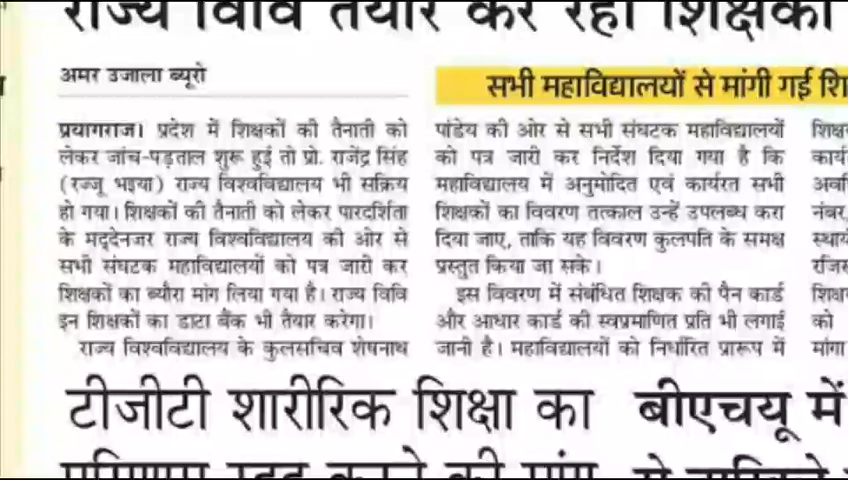 राज्य विवि तैयार कर रहा शिक्षकों
अमर उजाला ब्यूरो
प्रयागराज। प्रदेश में शिक्षकों की तैनाती को
लेकर जांच-पड़ताल शुरू हुई तो प्रो. राजेंद्र सिंह
(रज्जू भइया) राज्य विश्वविद्यालय भी सक्रिय
हो गया। शिक्षकों की तैनाती को लेकर पारदर्शिता
के मद्देनजर राज्य विश्वविद्यालय की ओर से
सभी संघटक महाविद्यालयों को पत्र जारी कर
शिक्षकों का ब्यौरा मांग लिया गया है। राज्य विवि
इन शिक्षकों का डाटा बैंक भी तैयार करेगा।
राज्य विश्वविद्यालय के कुलसचिव शेषनाथ
सभी महाविद्यालयों से मांगी गई शि
पांडेय की ओर से सभी संघटक महाविद्यालयों
को पत्र जारी कर निर्देश दिया गया है कि
महाविद्यालय में अनुमोदित एवं कार्यरत सभी
शिक्षकों का विवरण तत्काल उन्हें उपलब्ध करा
दिया जाए, ताकि यह विवरण कुलपति के समक्ष
प्रस्तुत किया जा सके।
इस विवरण में संबंधित शिक्षक की पैन कार्ड
और आधार कार्ड की स्वप्रमाणित प्रति भी लगाई
जानी है। महाविद्यालयों को निर्धारित प्रारूप में
शिक्ष
कार्य
अवि
नंबर,
स्थाय
रजिस
शिक्ष
को
मांगा
टीजीटी शारीरिक शिक्षा का
बीएचयू में